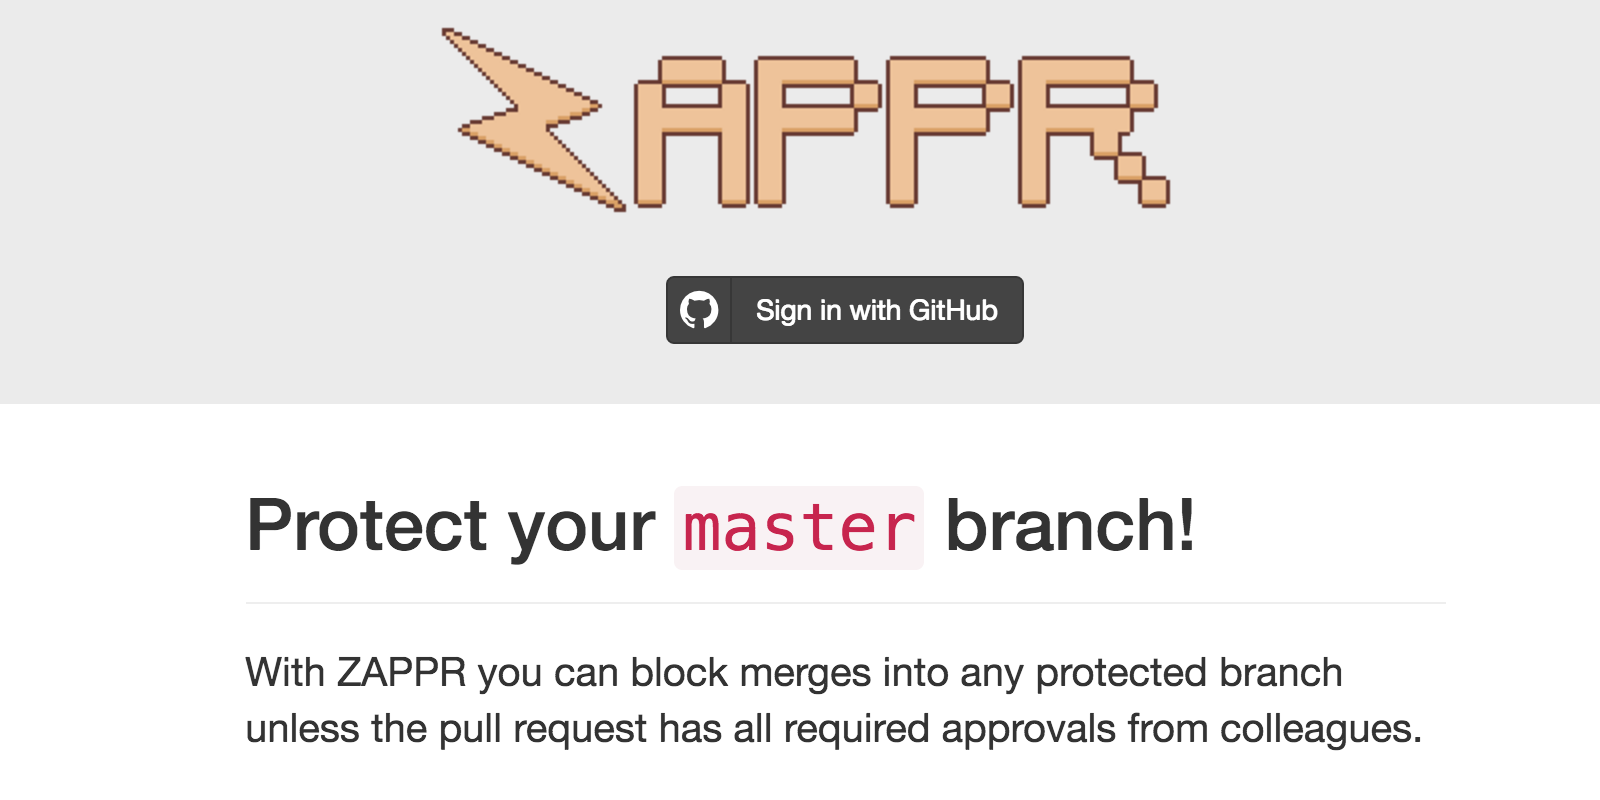 ZAPPR
Sign in with GitHub
Protect your master branch!
With ZAPPR you can block merges into any protected branch
unless the pull request has all required approvals from colleagues.